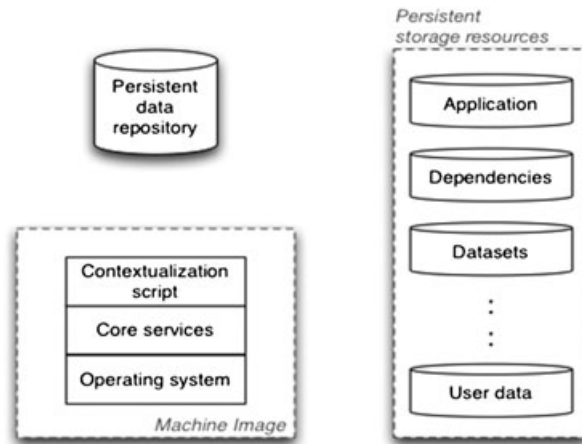 Persistent
storage resources
Persistent
data
repository
Application
Dependencies
Datasets
User data
Contextualization
script
Core services
Operating system
Machine Image